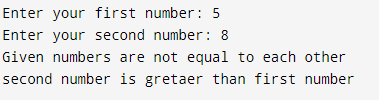 Enter your first number: 5
Enter your second number: 8
Given numbers are not equal to each other
second number is gretaer than first number